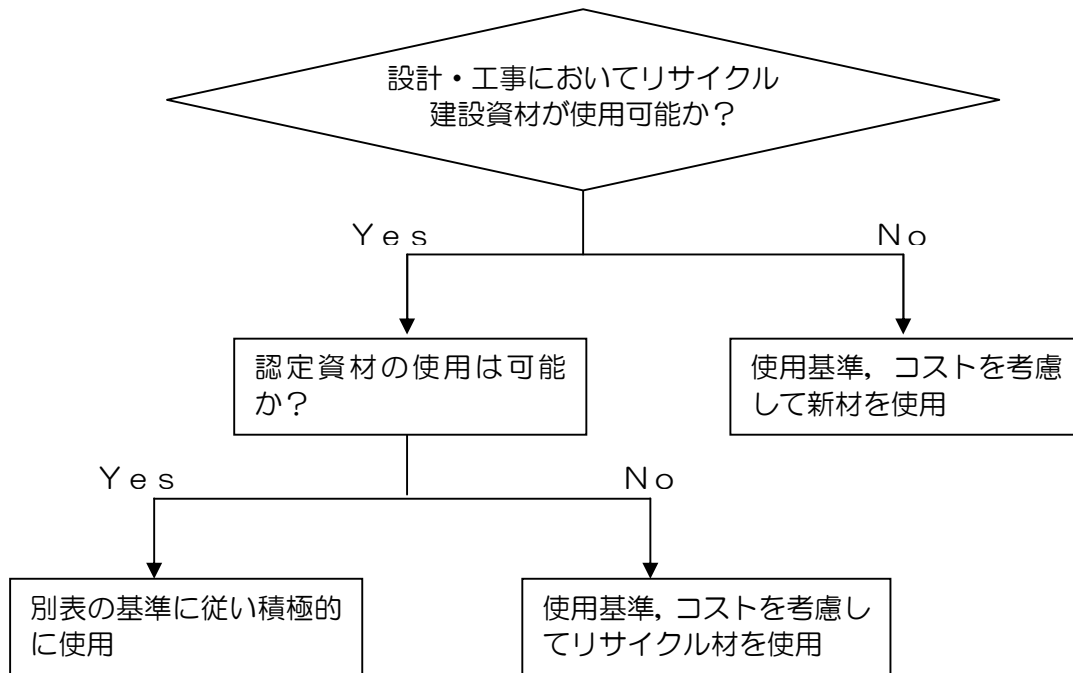 設計・工事においてリサイクル
建設資材が使用可能か？
Ｙｅｓ
Ｎｏ
認定資材の使用は可能
か？
使用基準，コストを考慮
して新材を使用
Ｙｅｓ
Ｎｏ
別表の基準に従い積極的
に使用
使用基準，コストを考慮し
てリサイクル材を使用